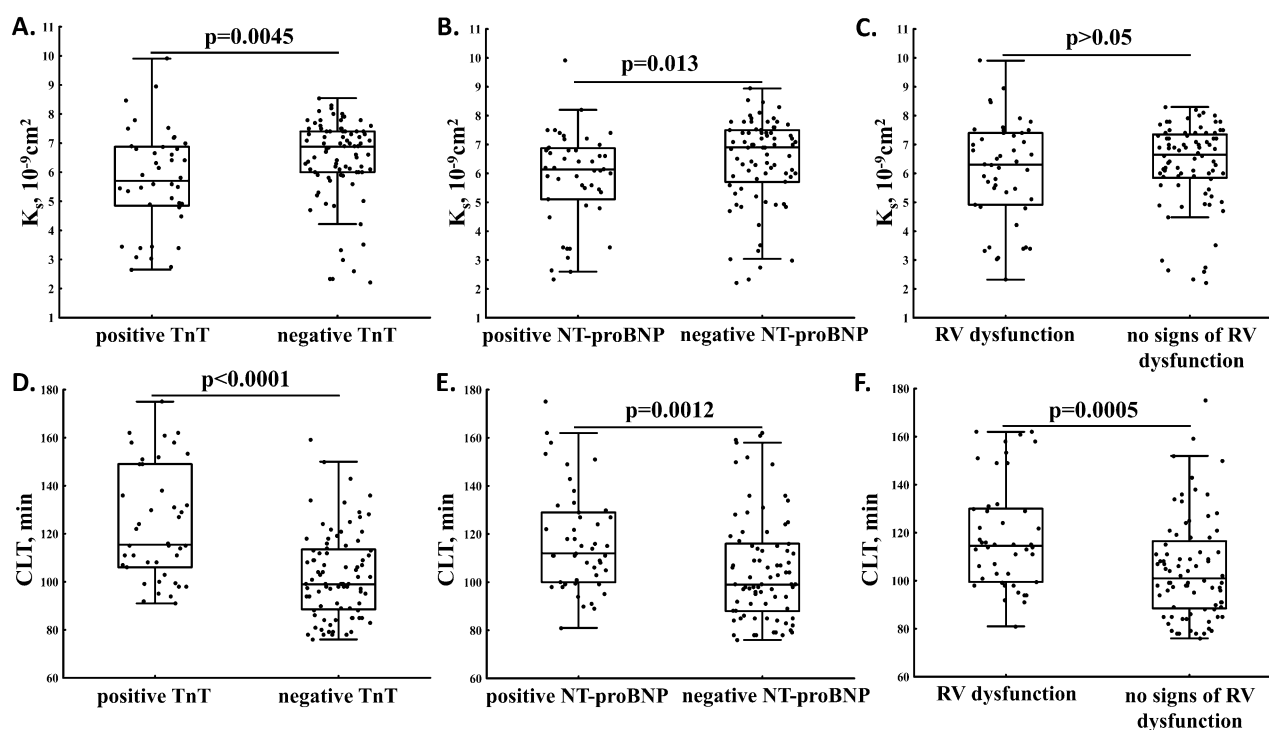 A.
p=0.0045
11
10
9
8
7
6
5
4
3
2
1
Ks, 10-9cm2
positive TnT
negative TnT
B.
p=0.013
11
10
9
8
7
6
5
4
3
2
1
Ks, 10-9cm2
positive NT-proBNP
negative NT-proBNP
C.
p>0.05
11
10
9
8
7
6
5
4
3
2
1
Ks, 10-9cm2
RV dysfunction
no signs of RV
dysfunction
D.
p<0.0001
180
160
140
120
100
80
60
CLT, min
positive TnT
negative TnT
E.
p=0.0012
180
160
140
120
100
80
60
CLT, min
positive NT-proBNP
negative NT-proBNP
F.
p=0.0005
180
160
140
120
100
80
60
CLT, min
RV dysfunction
no signs of RV
dysfunction